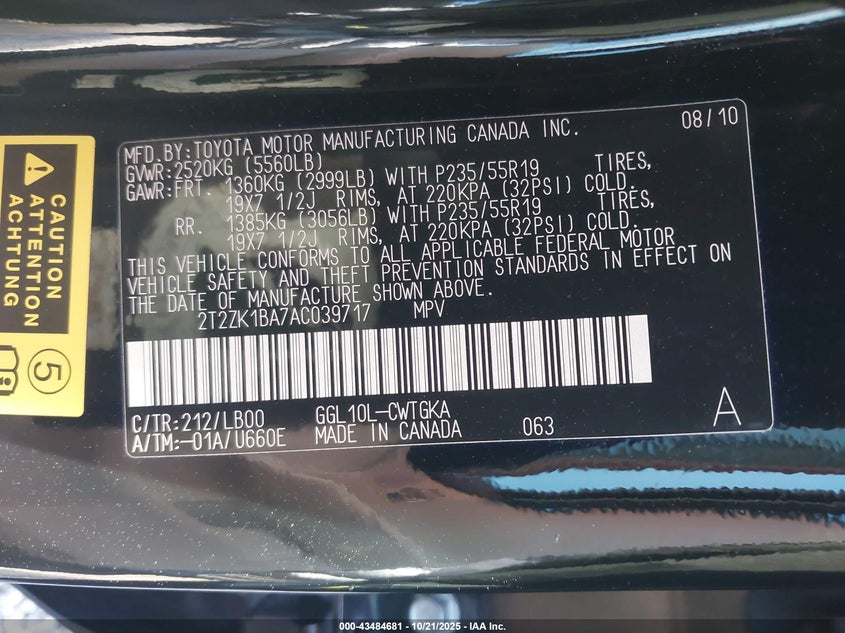 MFD.BY:TOYOTA MOTOR MANUFACTURING CANADA INC. 08/10
GVWR:2520KG (5560LB)
GAWR:FRT. 1360KG (2999LB) WITH P235/55R19 TIRES,
19X7 1/2J RIMS, AT 220KPA (32PSI) COLD.
RR. 1385KG (3056LB) WITH P235/55R19 TIRES,
19X7 1/2J RIMS, AT 220KPA (32PSI) COLD.
THIS VEHICLE CONFORMS TO ALL APPLICABLE FEDERAL MOTOR
VEHICLE SAFETY AND THEFT PREVENTION STANDARDS IN EFFECT ON
THE DATE OF MANUFACTURE SHOWN ABOVE.
2T2ZK1BA7AC039717 MPV
C/TR:212/LB00 GGL10L-CWTGKA
A/TM:-01A/U660E MADE IN CANADA 063 A
CAUTION
ATTENTION
ACHTUNG
5
000-43484681 - 10/21/2025 - IAA Inc.